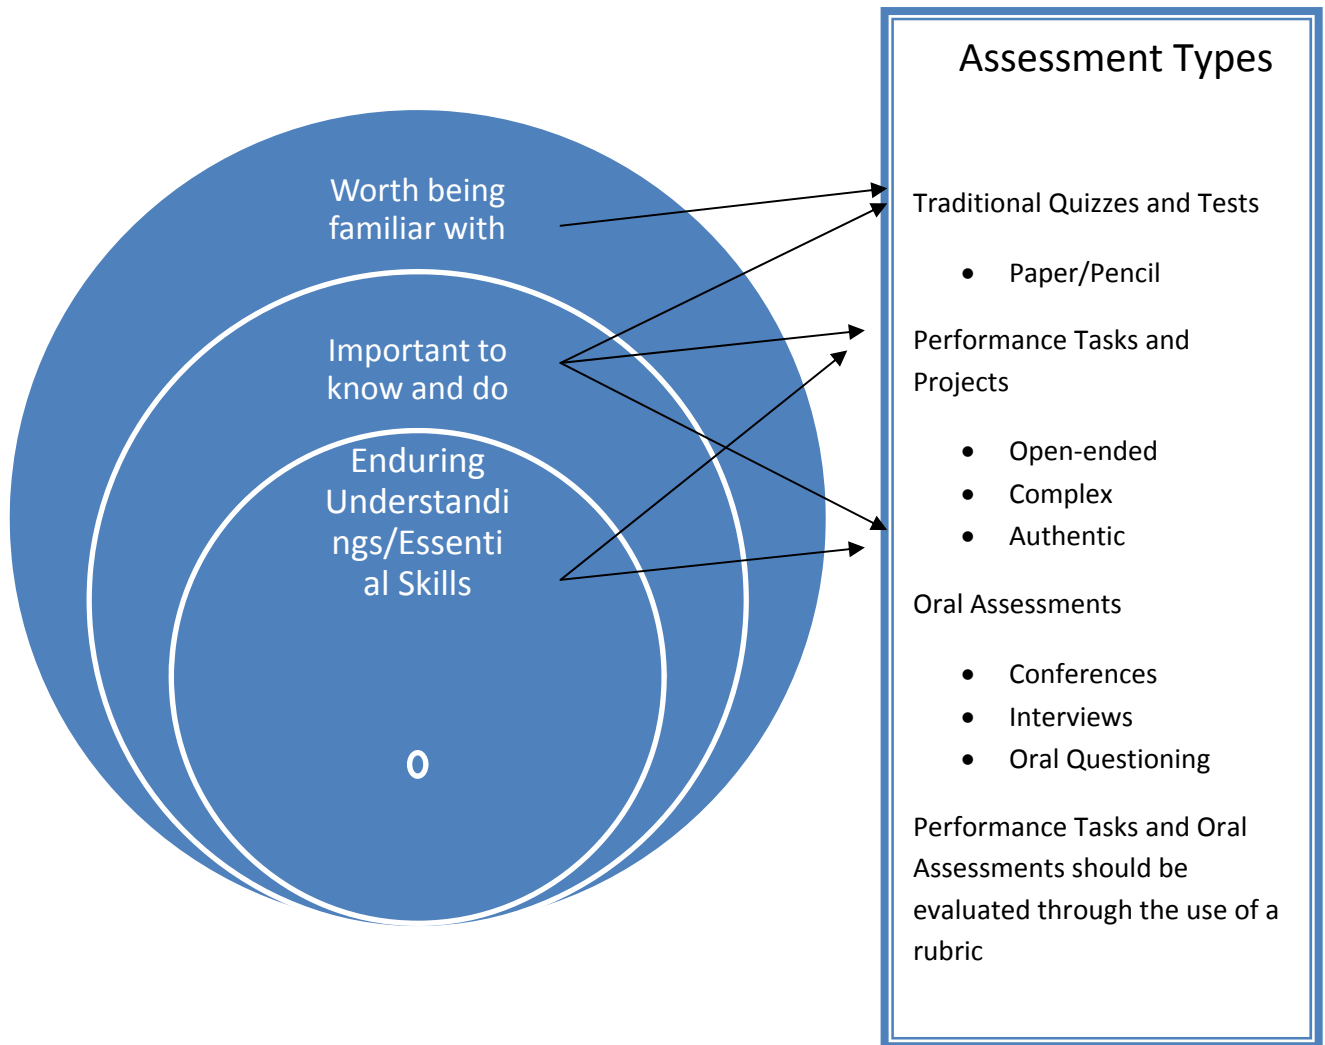 Worth being
familiar with
Important to
know and do
Enduring
Understandi
ngs/Essenti
al Skills
Assessment Types
Traditional Quizzes and Tests
• Paper/Pencil
Performance Tasks and
Projects
• Open-ended
• Complex
• Authentic
Oral Assessments
• Conferences
• Interviews
• Oral Questioning
Performance Tasks and Oral
Assessments should be
evaluated through the use of a
rubric